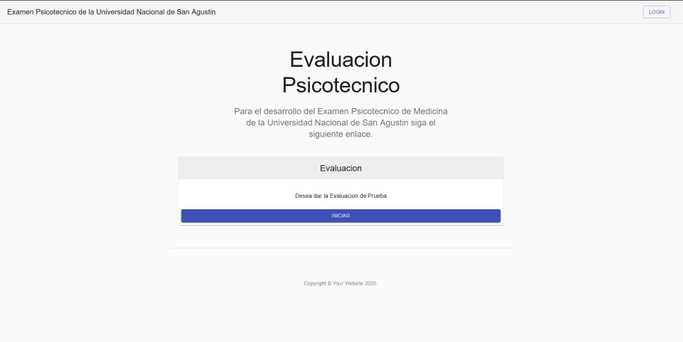 Examen Psicotecnico de la Universidad Nacional de San Agustin
LOGIN
Evaluacion
Psicotecnico
Para el desarrollo del Examen Psicotecnico de Medicina
de la Universidad Nacional de San Agustin siga el
siguiente enlace.
Evaluacion
Desea dar la Evaluacion de Prueba
INICIAR
Copyright © Your Website 2020.